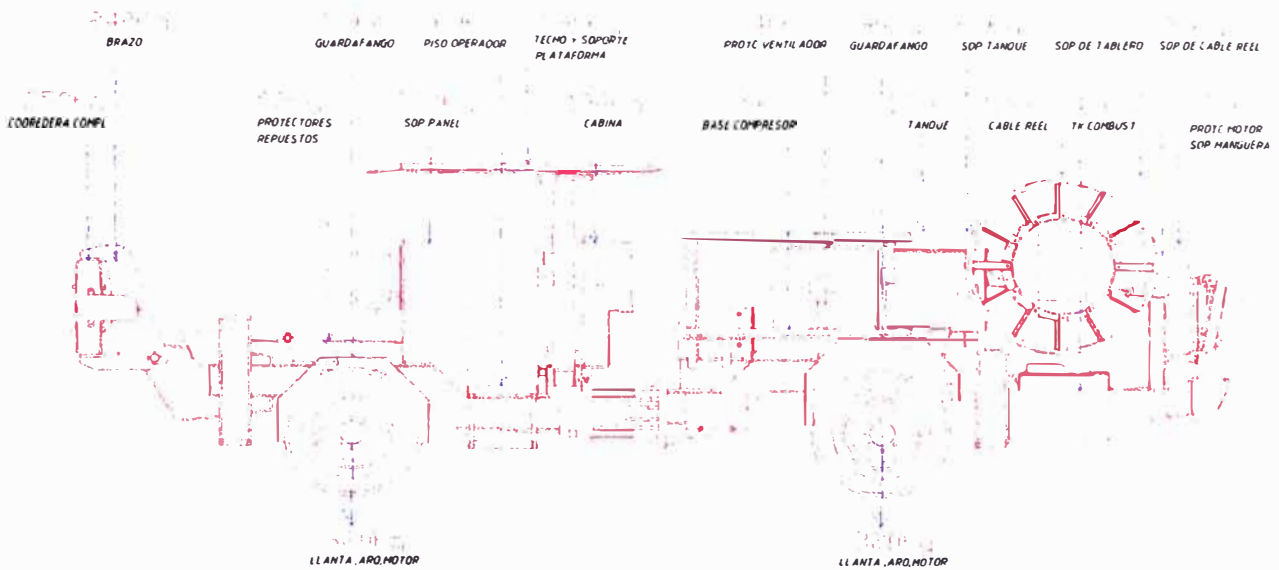 BRAZO
GUARDAFANGO
PISO OPERADOR
TECHO Y SOPORTE
PLATAFORMA
PROTC VENTILADOR
GUARDAFANGO
SOP TANQUE
SOP DE TABLERO
SOP DE CABLE REEL
COOREDERA COMPL
PROTECTORES
REPUESTOS
SOP PANEL
CABINA
BASE COMPRESOR
TANQUE
CABLE REEL
TK COMBUST
PROTC MOTOR
SOP MANGUERA
LLANTA ,ARO,MOTOR
LLANTA ,ARO,MOTOR